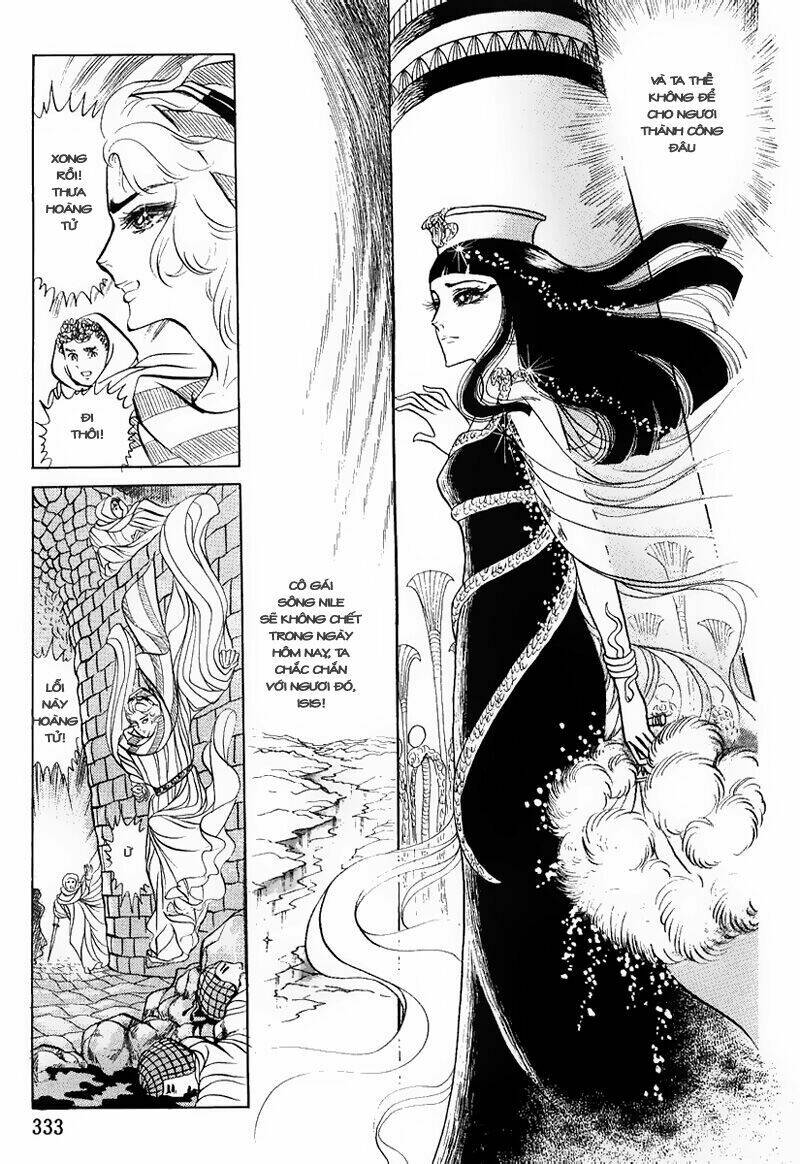 VÀ TA THỀ
KHÔNG ĐỂ
CHO NGƯƠI
THÀNH CÔNG
ĐÂU
CÔ GÁI
SÔNG NILE
SẼ KHÔNG CHẾT
TRONG NGÀY
HÔM NAY, TA
CHẮC CHẮN
VỚI NGƯƠI ĐÓ,
ISIS!
XONG
RỒI!
THƯA
HOÀNG
TỬ
ĐI
THÔI!
LỐI
NÀY
HOÀNG
TỬ!
Ừ
333